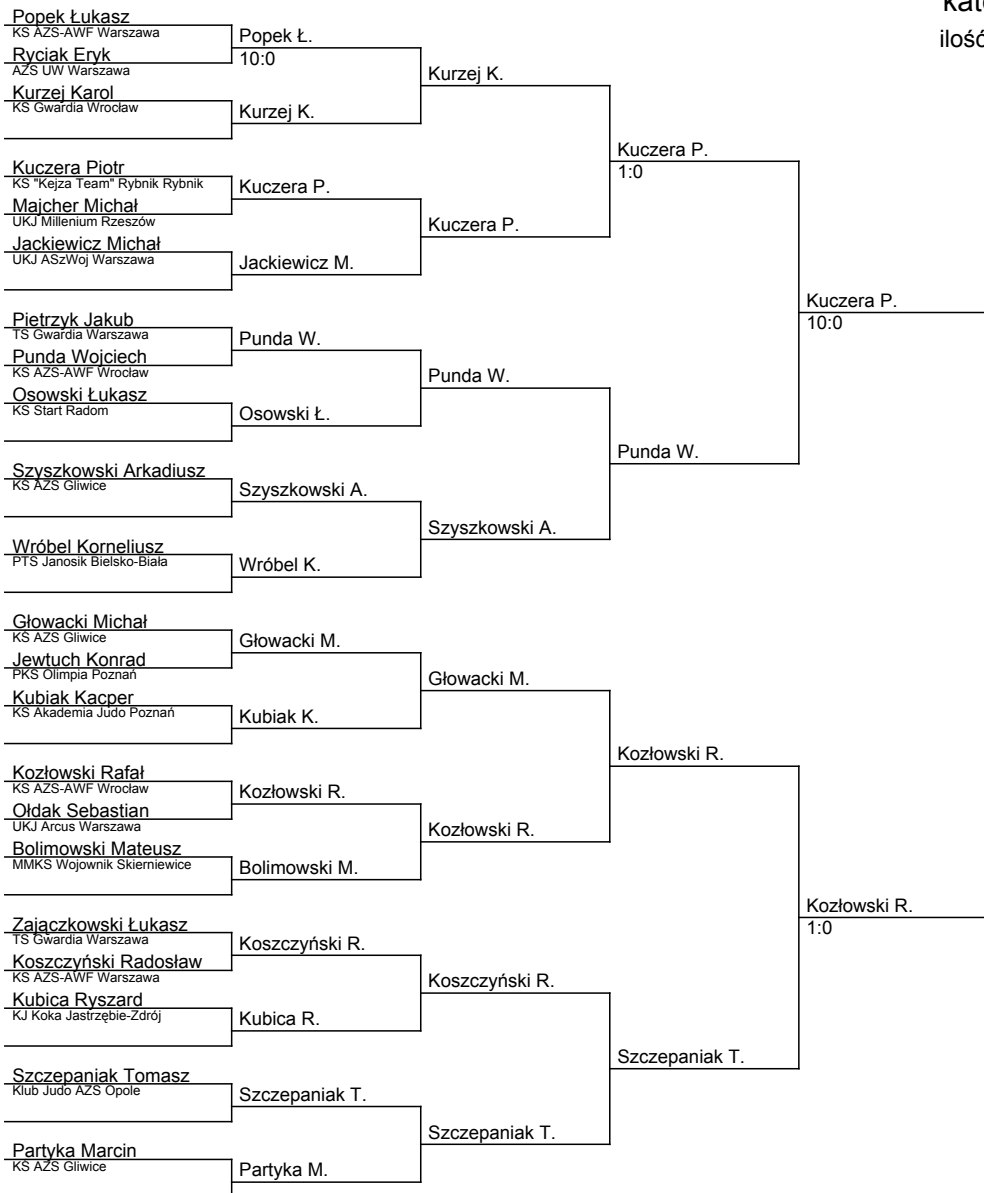 kate
ilość
Popek Łukasz
KS AZS-AWF Warszawa
Ryciak Eryk
AZS UW Warszawa
Kurzej Karol
KS Gwardia Wrocław
Kuczera Piotr
KS "Kejza Team" Rybnik Rybnik
Majcher Michał
UKJ Millenium Rzeszów
Jackiewicz Michał
UKJ ASzWoj Warszawa
Pietrzyk Jakub
TS Gwardia Warszawa
Punda Wojciech
KS AZS-AWF Wrocław
Osowski Łukasz
KS Start Radom
Szyszkowski Arkadiusz
KS AZS Gliwice
Wróbel Korneliusz
PTS Janosik Bielsko-Biała
Głowacki Michał
KS AZS Gliwice
Jewtuch Konrad
PKS Olimpia Poznań
Kubiak Kacper
KS Akademia Judo Poznań
Kozłowski Rafał
KS AZS-AWF Wrocław
Ołdak Sebastian
UKJ Arcus Warszawa
Bolimowski Mateusz
MMKS Wojownik Skierniewice
Zajączkowski Łukasz
TS Gwardia Warszawa
Koszczyński Radosław
KS AZS-AWF Warszawa
Kubica Ryszard
KJ Koka Jastrzębie-Zdrój
Szczepaniak Tomasz
Klub Judo AZS Opole
Partyka Marcin
KS AZS Gliwice
Popek Ł.
10:0
Kurzej K.
Kuczera P.
Jackiewicz M.
Punda W.
Osowski Ł.
Szyszkowski A.
Wróbel K.
Głowacki M.
Kubiak K.
Kozłowski R.
Bolimowski M.
Koszczyński R.
Kubica R.
Szczepaniak T.
Partyka M.
Kurzej K.
Kuczera P.
Punda W.
Szyszkowski A.
Głowacki M.
Kozłowski R.
Koszczyński R.
Szczepaniak T.
Kuczera P.
1:0
Punda W.
Kozłowski R.
Szczepaniak T.
Kuczera P.
10:0
Kozłowski R.
1:0